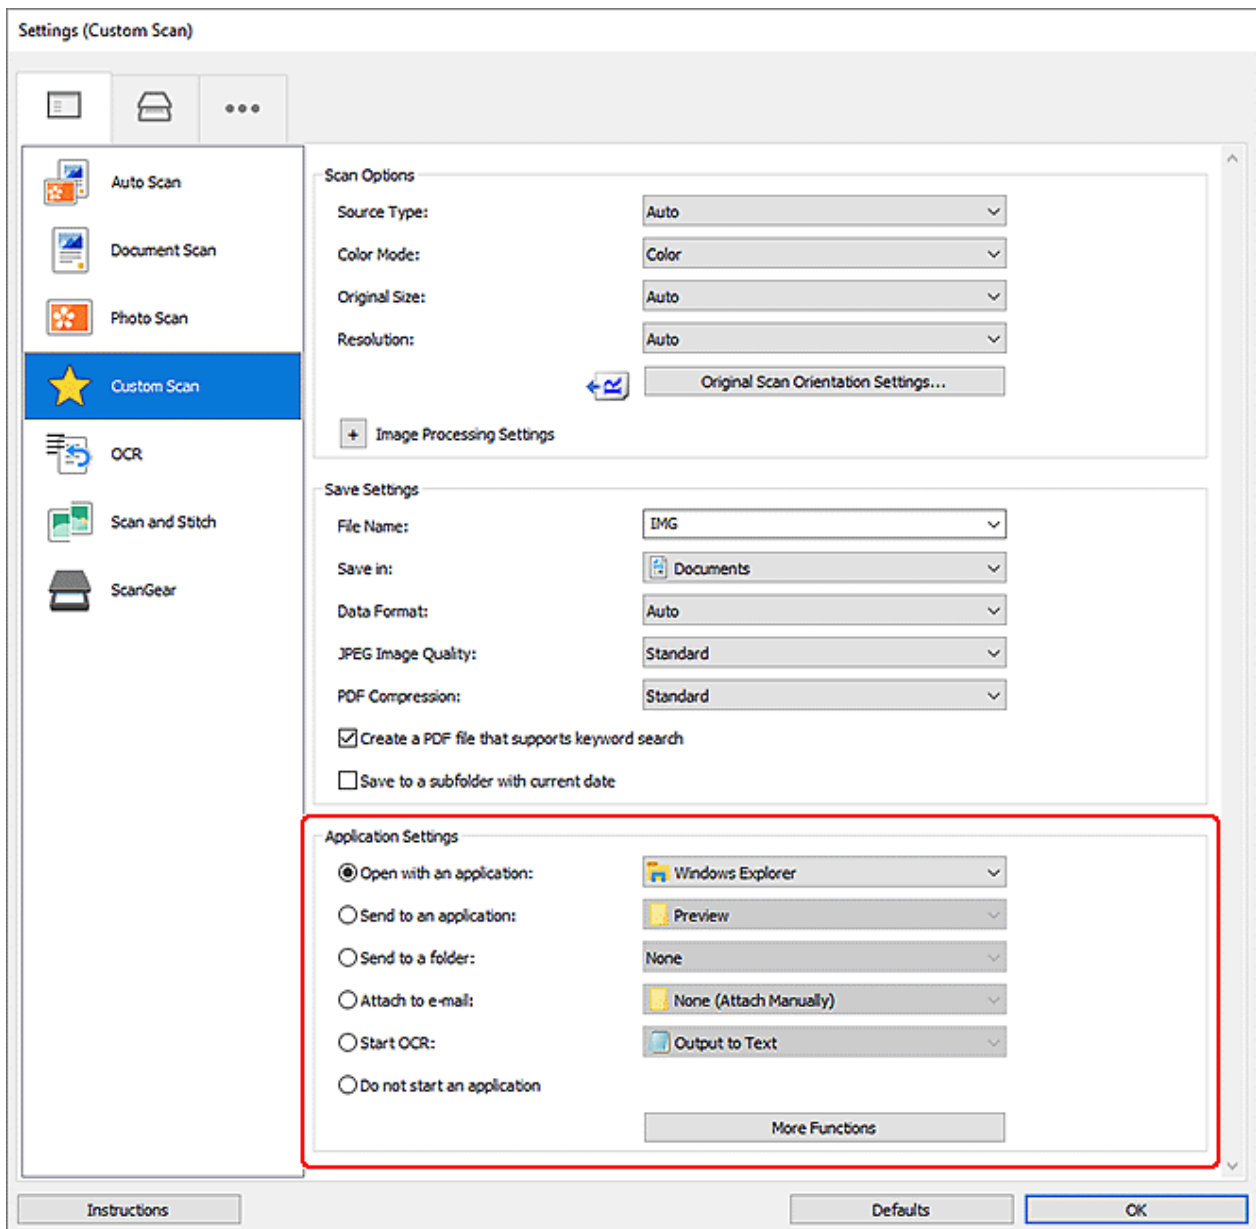 Settings (Custom Scan)
Auto Scan
Document Scan
Photo Scan
Custom Scan
OCR
Scan and Stitch
ScanGear
Scan Options
Source Type: Auto
Color Mode: Color
Original Size: Auto
Resolution: Auto
R Original Scan Orientation Settings...
+ Image Processing Settings
Save Settings
File Name: IMG
Save in: Documents
Data Format: Auto
JPEG Image Quality: Standard
PDF Compression: Standard
Create a PDF file that supports keyword search
Save to a subfolder with current date
Application Settings
Open with an application: Windows Explorer
Send to an application: Preview
Send to a folder: None
Attach to e-mail: None (Attach Manually)
Start OCR: Output to Text
Do not start an application
More Functions
Instructions Defaults OK